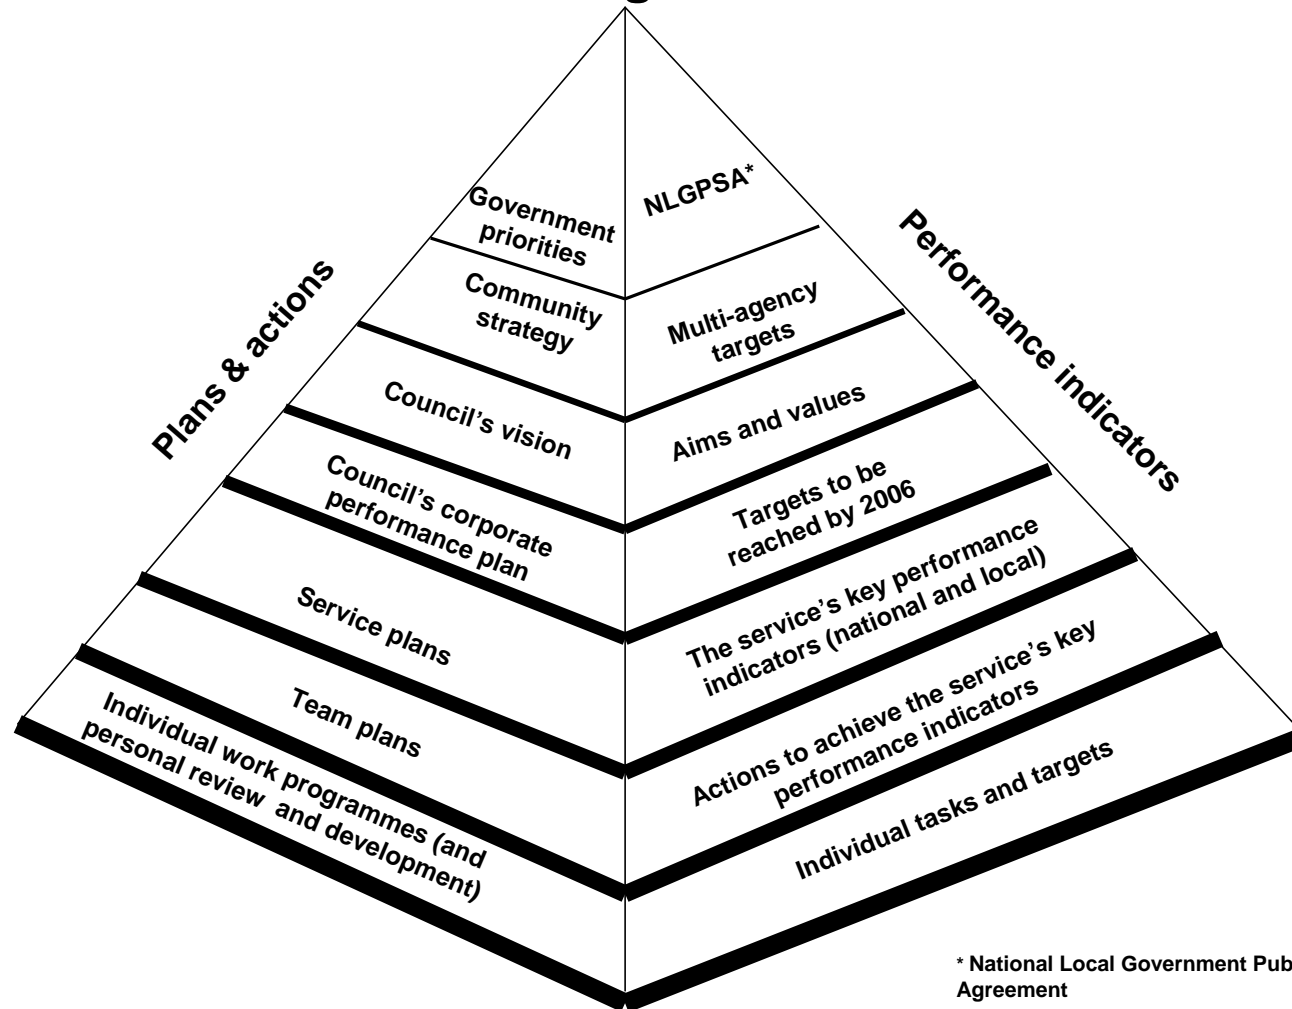 Plans & actions
Performance indicators
Government
priorities
NLGPSA*
Community
strategy
Multi-agency
targets
Council's vision
Aims and values
Council's corporate
performance plan
Targets to be
reached by 2006
Service plans
The service's key performance
indicators (national and local)
Team plans
Actions to achieve the service's key
performance indicators
Individual work programmes (and
personal review and development)
Individual tasks and targets
* National Local Government Pub
Agreement